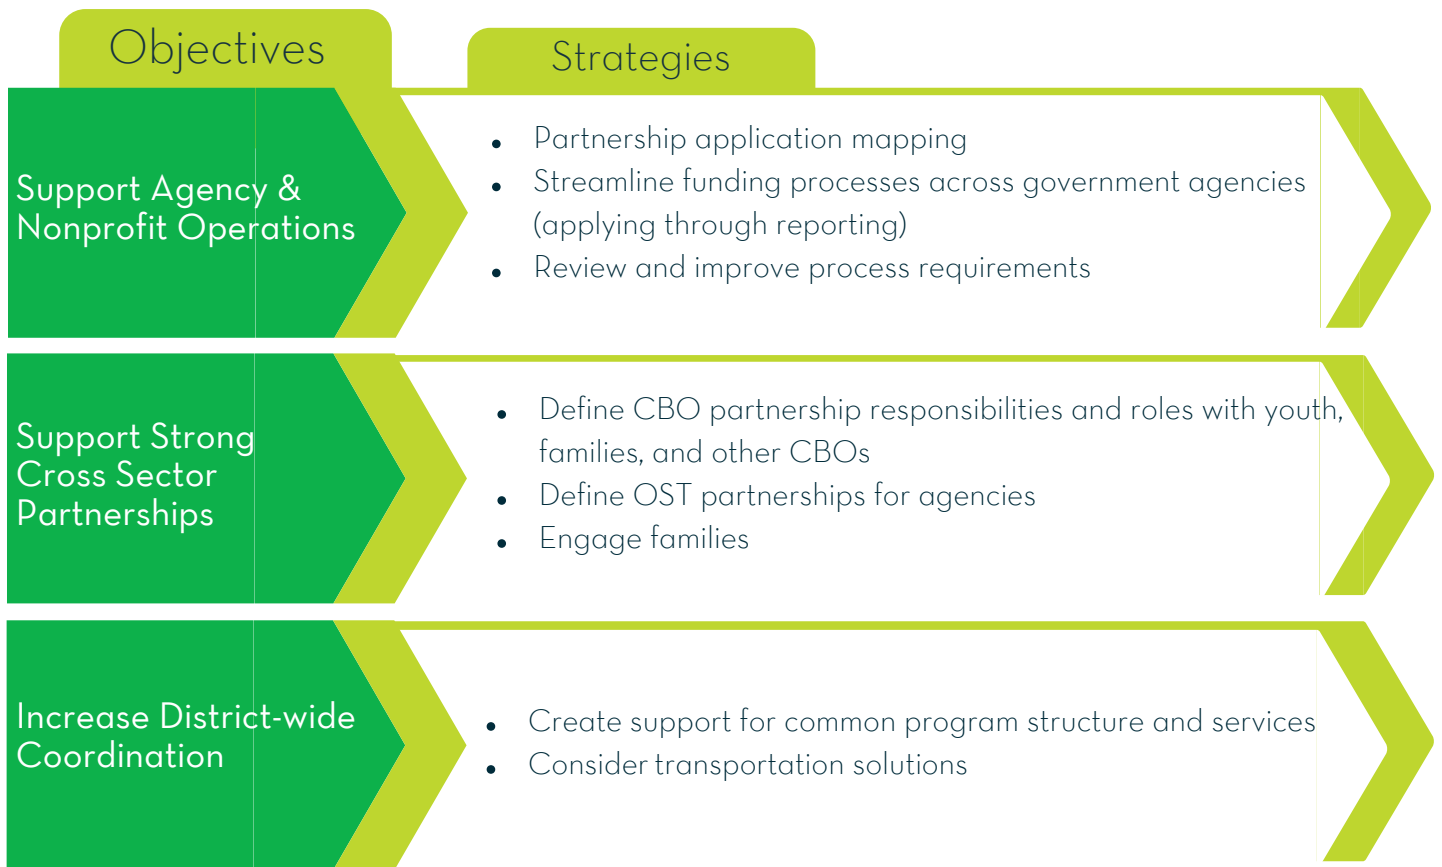 Objectives
Strategies
Support Agency &
Nonprofit Operations
• Partnership application mapping
• Streamline funding processes across government agencies
(applying through reporting)
• Review and improve process requirements
Support Strong
Cross Sector
Partnerships
• Define CBO partnership responsibilities and roles with youth,
families, and other CBOs
• Define OST partnerships for agencies
• Engage families
Increase District-wide
Coordination
• Create support for common program structure and services
• Consider transportation solutions